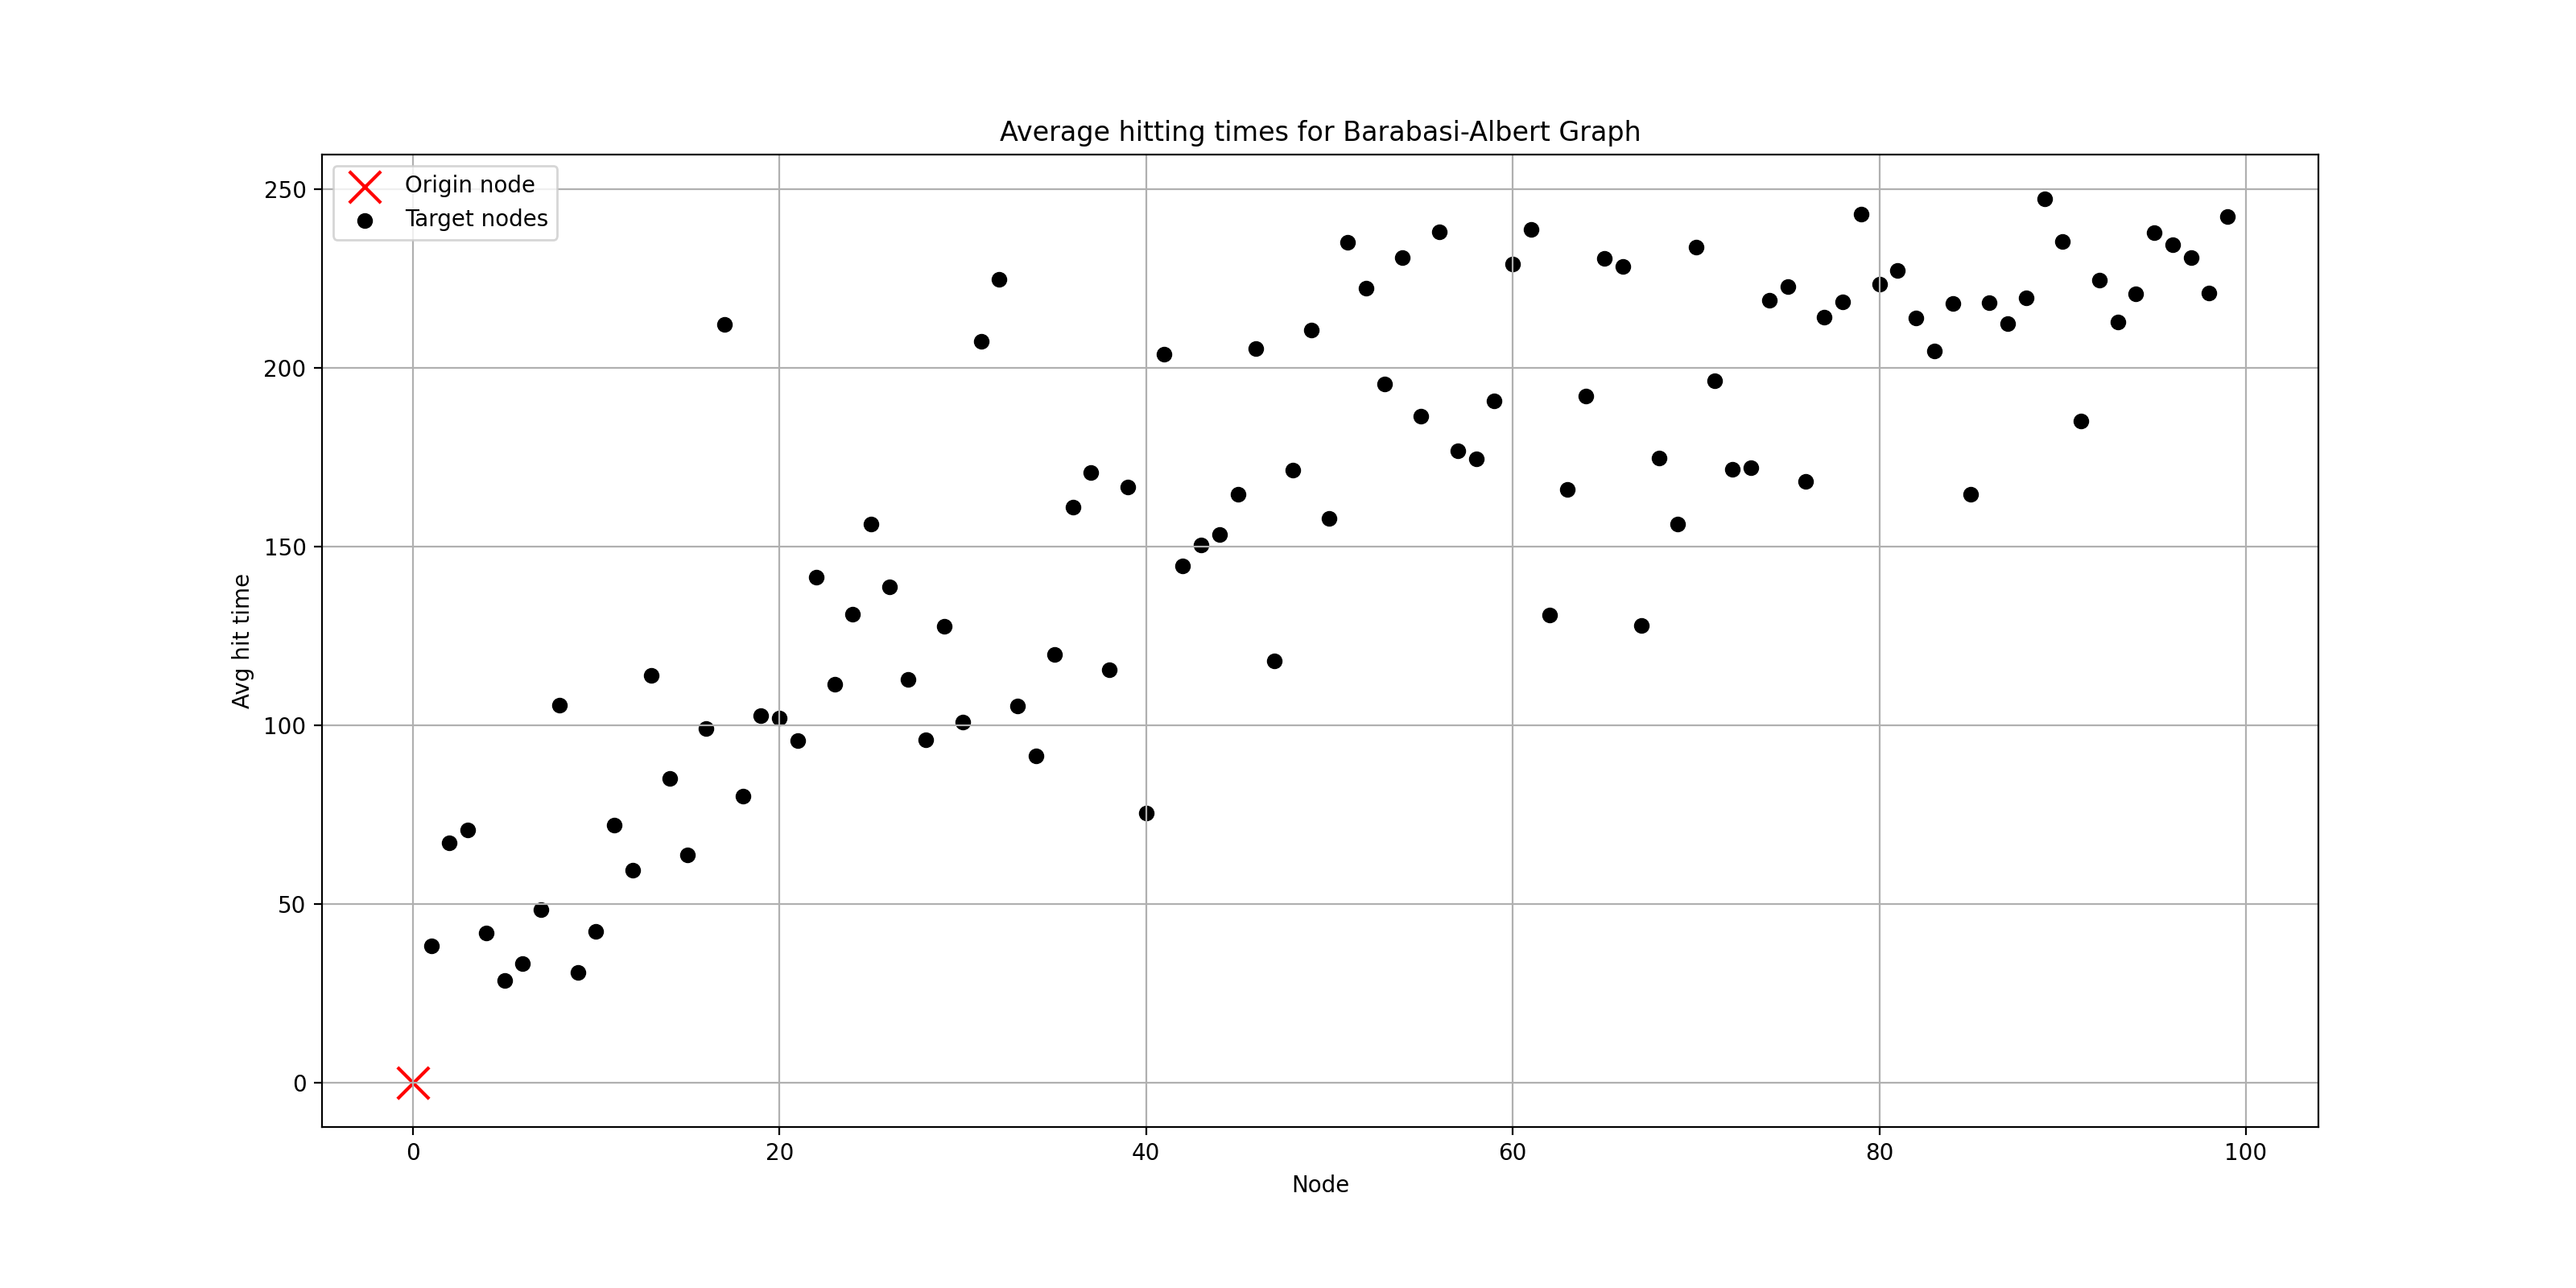 Average hitting times for Barabasi-Albert Graph
Origin node
Target nodes
250
200
150
100
50
0
Avg hit time
0 20 40 60 80 100
Node